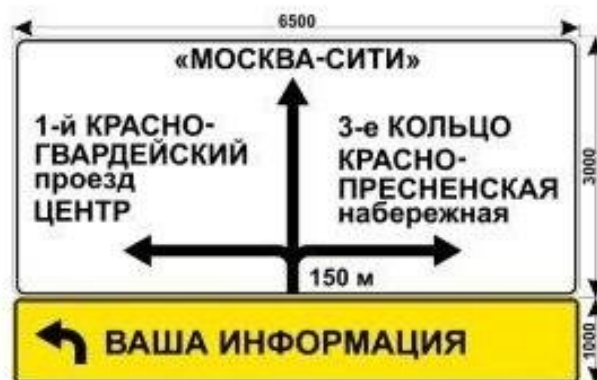 6500
«МОСКВА-СИТИ»
1-й КРАСНО-
ГВАРДЕЙСКИЙ
проезд
ЦЕНТР
3-е КОЛЬЦО
КРАСНО-
ПРЕСНЕНСКАЯ
набережная
150 м
3000
ВАША ИНФОРМАЦИЯ
1000